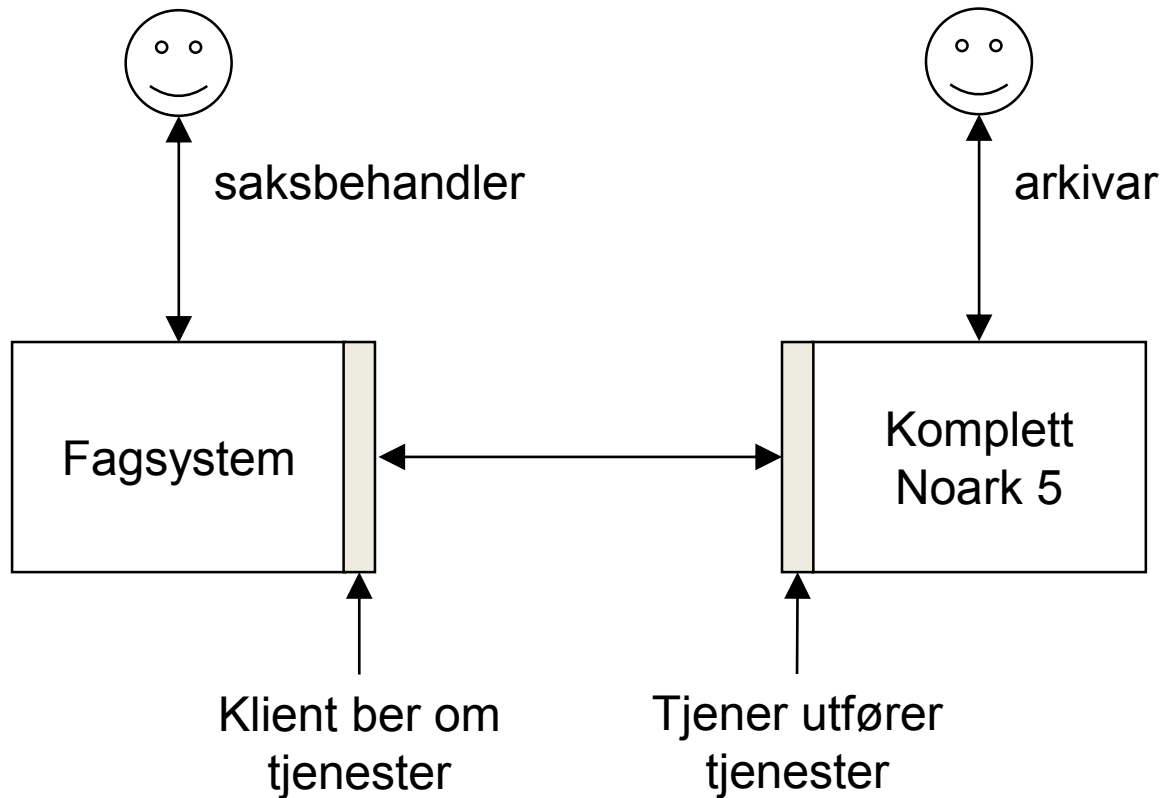 saksbehandler
arkivar
Fagsystem
Komplett
Noark 5
Klient ber om
tjenester
Tjener utfører
tjenester